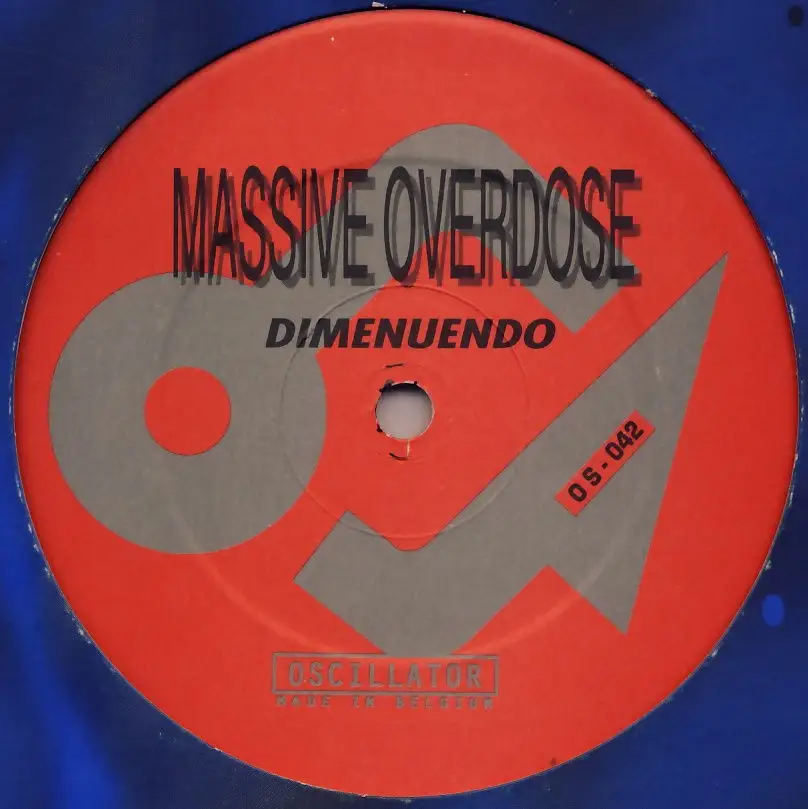 MASSIVE OVERDOSE
DIMENUENDO
OS-042
OSCILLATOR
MADE IN BELGIUM